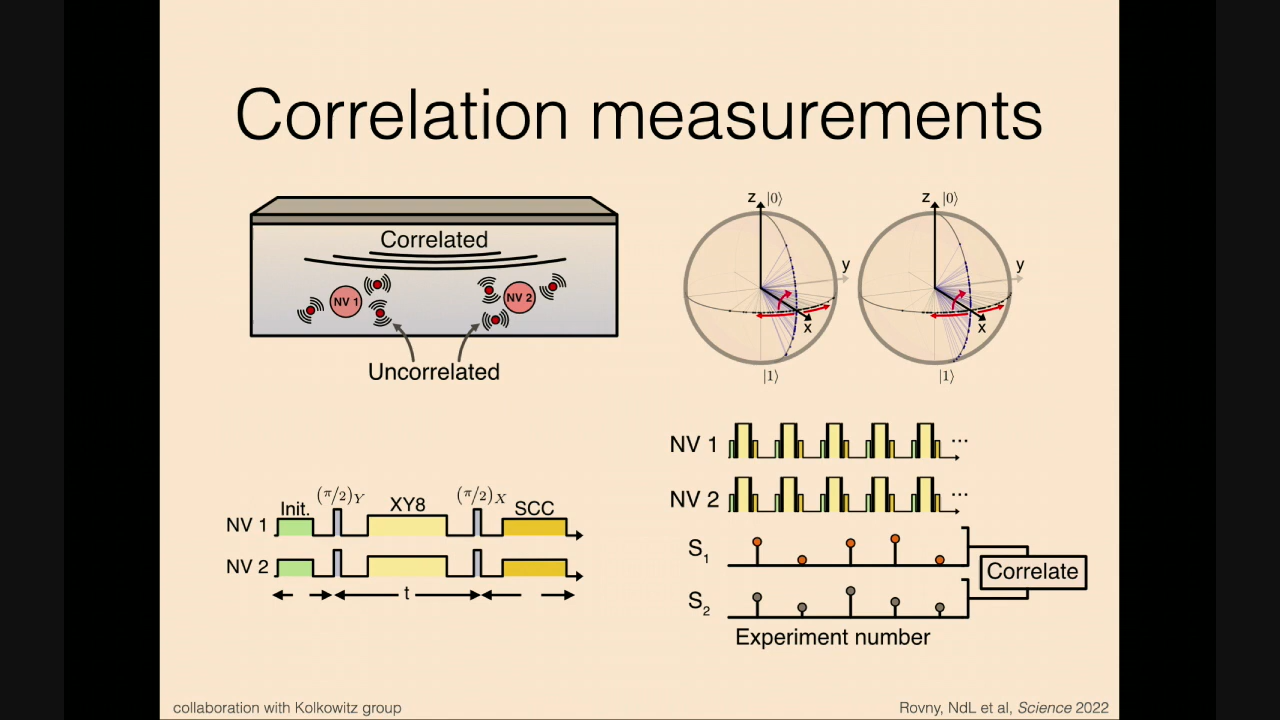 Correlation measurements
Correlated
NV 1
NV 2
Uncorrelated
z |0⟩
y
x
|1⟩
z |0⟩
y
x
|1⟩
Init. (π/2)Y XY8 (π/2)X SCC
NV 1
NV 2
t
NV 1 ...
NV 2 ...
S1
S2
Correlate
Experiment number
collaboration with Kolkowitz group
Rovny, NdL et al, Science 2022